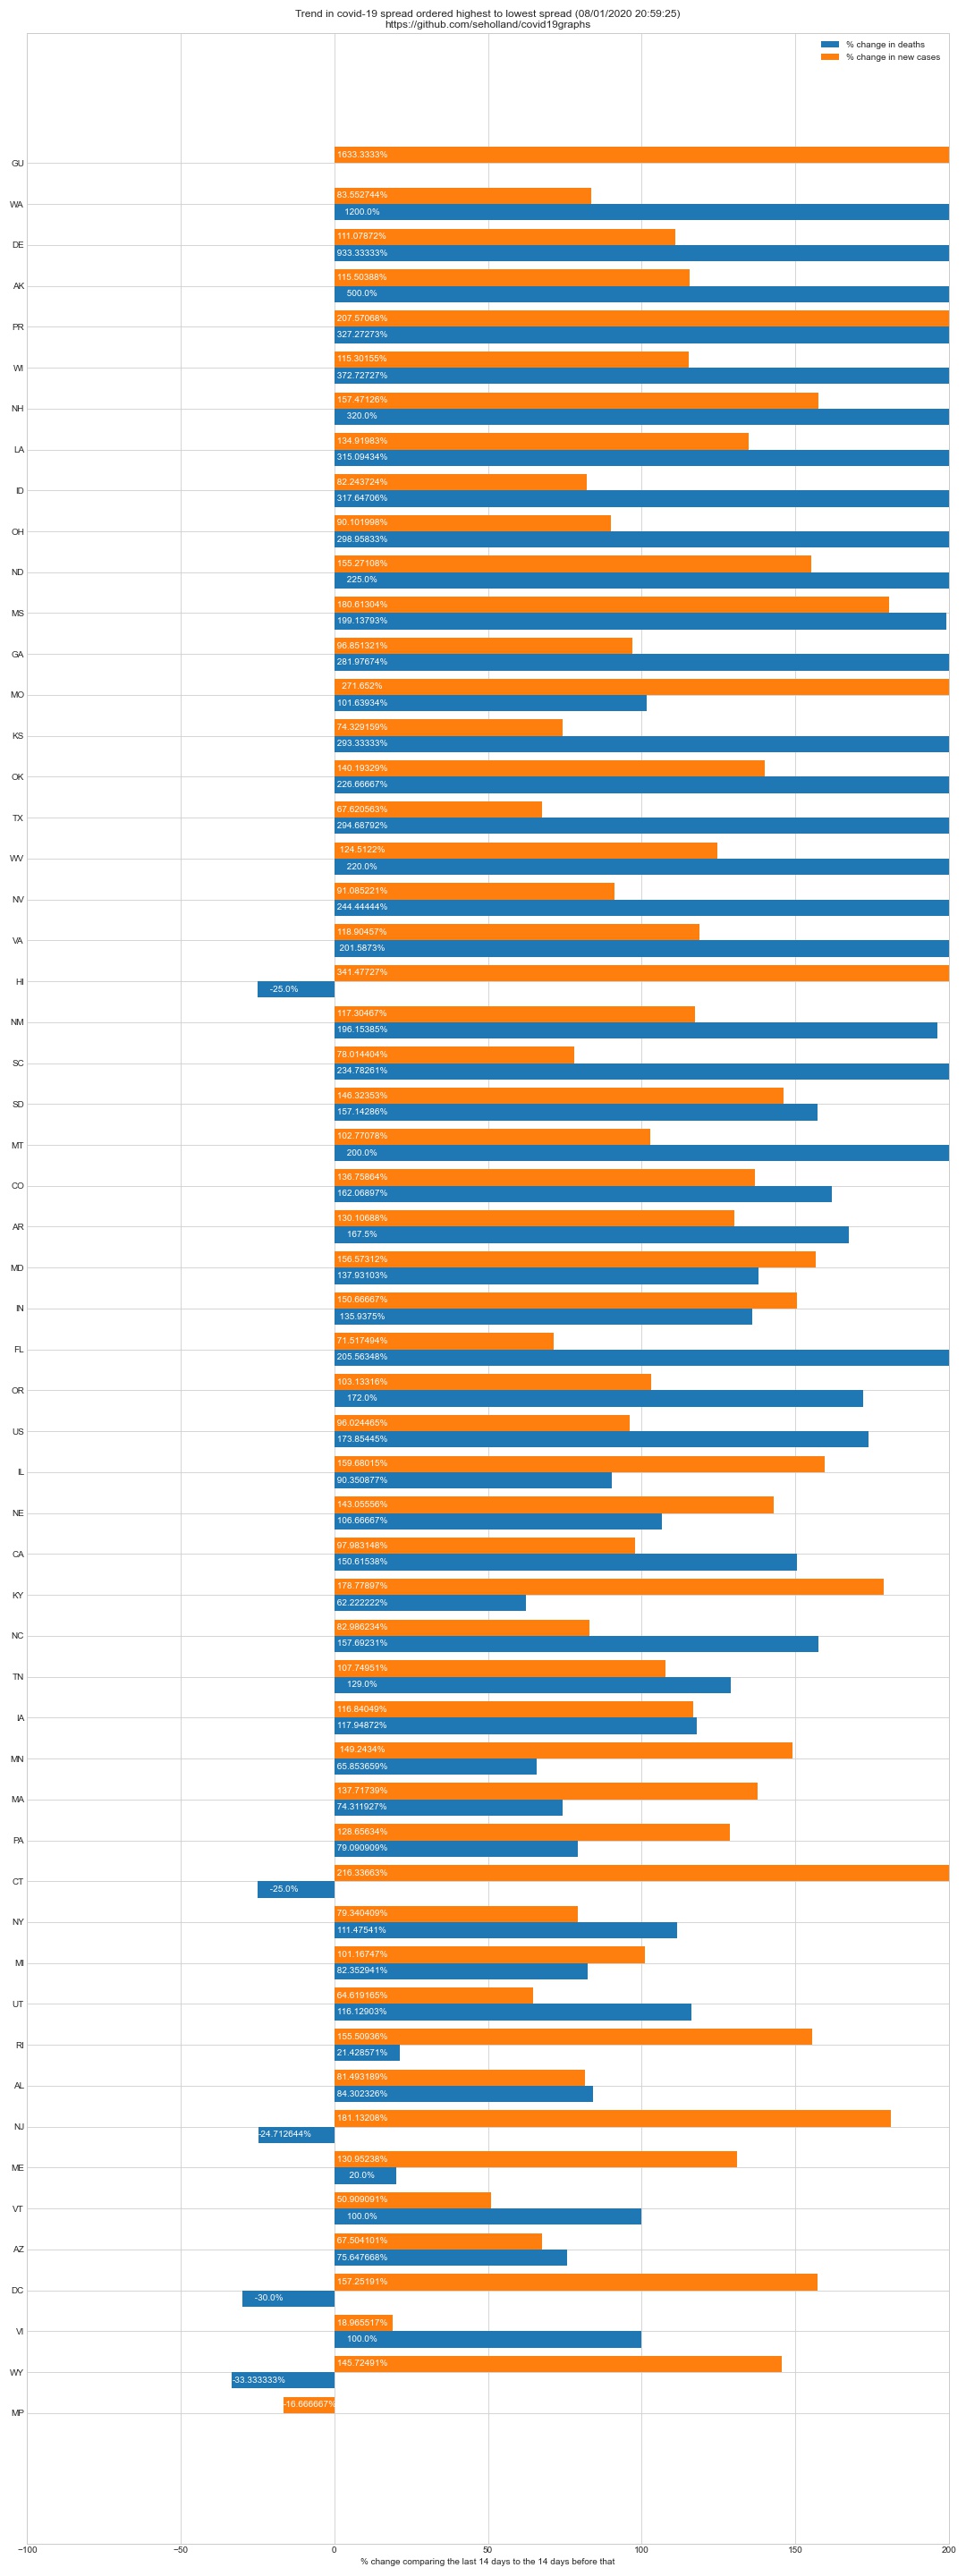 Trend in covid-19 spread ordered highest to lowest spread (08/01/2020 20:59:25)
https://github.com/seholland/covid19graphs
% change in deaths
% change in new cases
1633.3333%
GU
83.552744%
WA
1200.0%
111.07872%
DE
933.33333%
115.50388%
AK
500.0%
207.57068%
PR
327.27273%
115.30155%
WI
372.72727%
157.47126%
NH
320.0%
134.91983%
LA
315.09434%
82.243724%
ID
317.64706%
90.101998%
OH
298.95833%
155.27108%
ND
225.0%
180.61304%
MS
199.13793%
96.851321%
GA
281.97674%
271.652%
MO
101.63934%
74.329159%
KS
293.33333%
140.19329%
OK
226.66667%
67.620563%
TX
294.68792%
124.5122%
WV
220.0%
91.085221%
NV
244.44444%
118.90457%
VA
201.5873%
341.47727%
HI
-25.0%
117.30467%
NM
196.15385%
78.014404%
SC
234.78261%
146.32353%
SD
157.14286%
102.77078%
MT
200.0%
136.75864%
CO
162.06897%
130.10688%
AR
167.5%
156.57312%
MD
137.93103%
150.66667%
IN
135.9375%
71.517494%
FL
205.56348%
103.13316%
OR
172.0%
96.024465%
US
173.85445%
159.68015%
IL
90.350877%
143.05556%
NE
106.66667%
97.983148%
CA
150.61538%
178.77897%
KY
62.222222%
82.986234%
NC
157.69231%
107.74951%
TN
129.0%
116.84049%
IA
117.94872%
149.2434%
MN
65.853659%
137.71739%
MA
74.311927%
128.65634%
PA
79.090909%
216.33663%
CT
-25.0%
79.340409%
NY
111.47541%
101.16747%
MI
82.352941%
64.619165%
UT
116.12903%
155.50936%
RI
21.428571%
81.493189%
AL
84.302326%
181.13208%
NJ
-24.712644%
130.95238%
ME
20.0%
50.909091%
VT
100.0%
67.504101%
AZ
75.647668%
157.25191%
DC
-30.0%
18.965517%
VI
100.0%
145.72491%
WY
-33.333333%
-16.666667%
MP
−100 −50 0 50 100 150 200
% change comparing the last 14 days to the 14 days before that